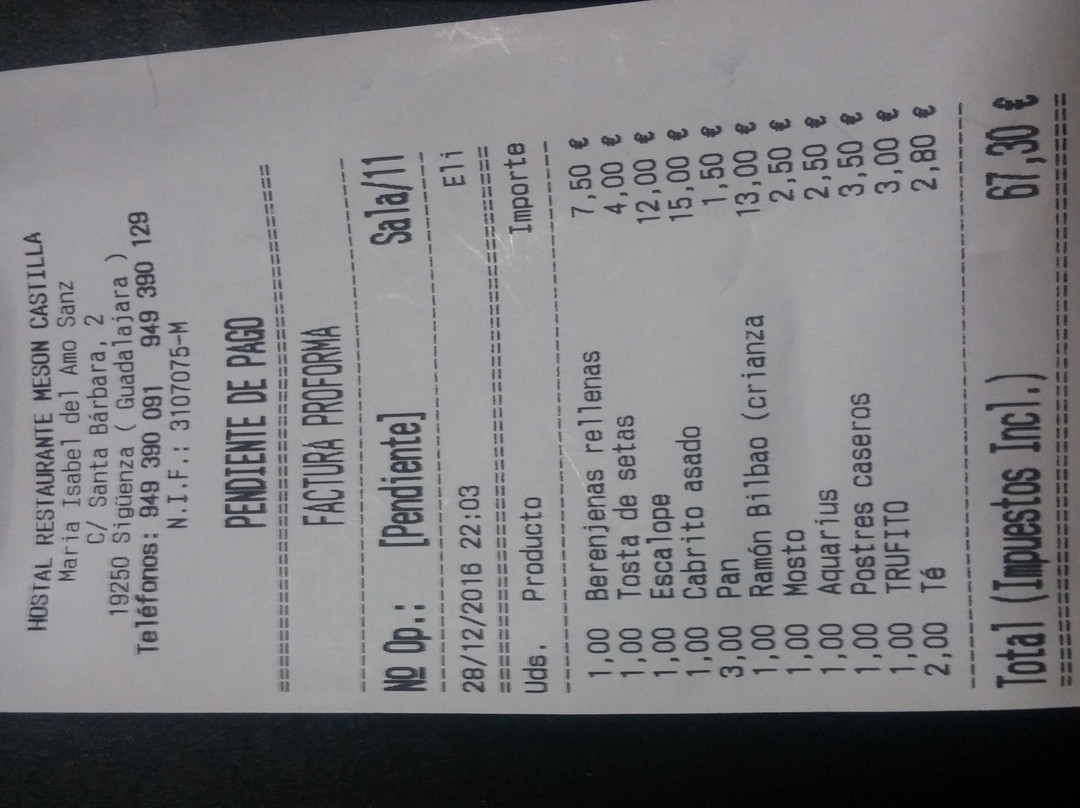 HOSTAL RESTAURANTE MESON CASTILLA
Maria Isabel del Amo Sanz
C/ Santa Bárbara, 2
19250 Sigüenza ( Guadalajara )
Teléfonos: 949 390 091   949 390 129
N.I.F.: 3107075-M
PENDIENTE DE PAGO
FACTURA PROFORMA
Nº Op.: [Pendiente] Sala/11
28/12/2016 22:03 Eli
Uds. Producto Importe
1,00 Berenjenas rellenas 7,50 €
1,00 Tosta de setas 4,00 €
1,00 Escalope 12,00 €
1,00 Cabrito asado 15,00 €
3,00 Pan 1,50 €
1,00 Ramón Bilbao (crianza 13,00 €
1,00 Mosto 2,50 €
1,00 Aquarius 2,50 €
1,00 Postres caseros 3,50 €
1,00 TRUFITO 3,00 €
2,00 Té 2,80 €
Total (Impuestos Incl.) 67,30 €